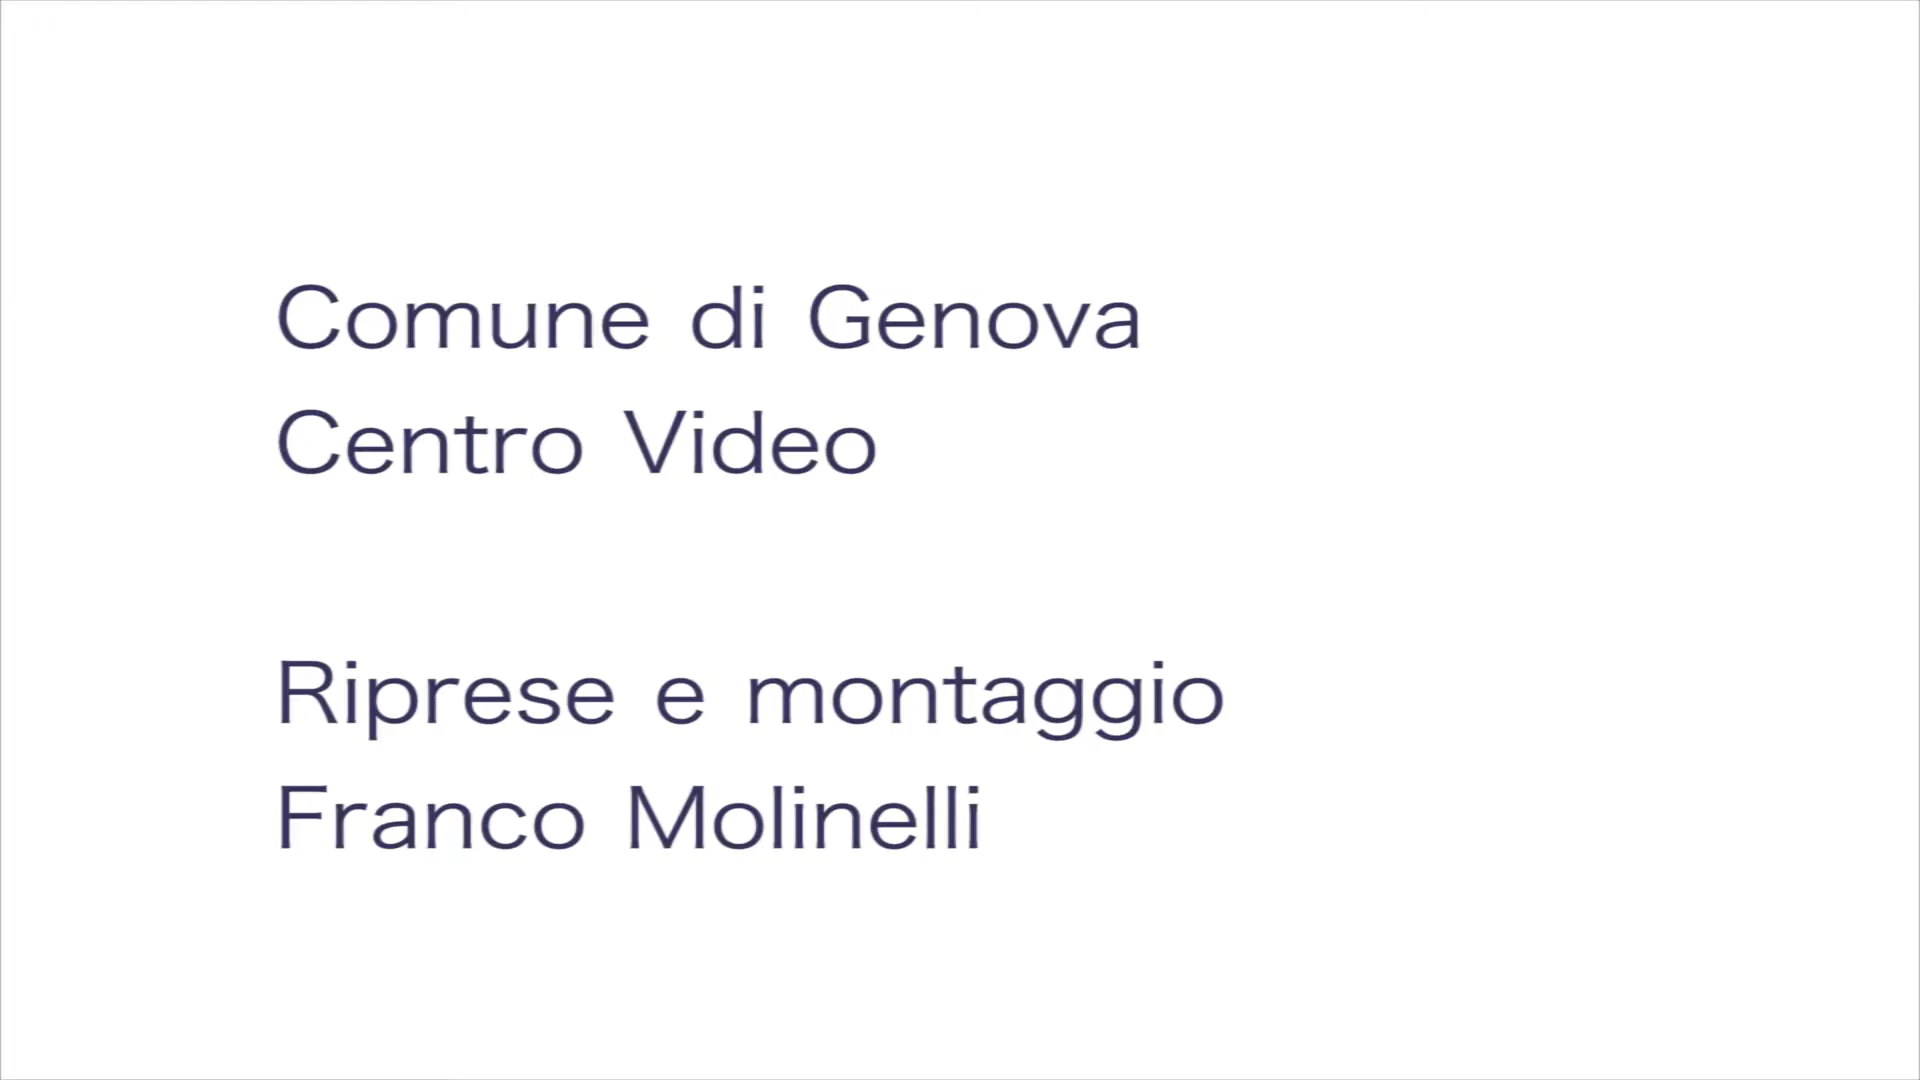 Comune di Genova
Centro Video
Riprese e montaggio
Franco Molinelli